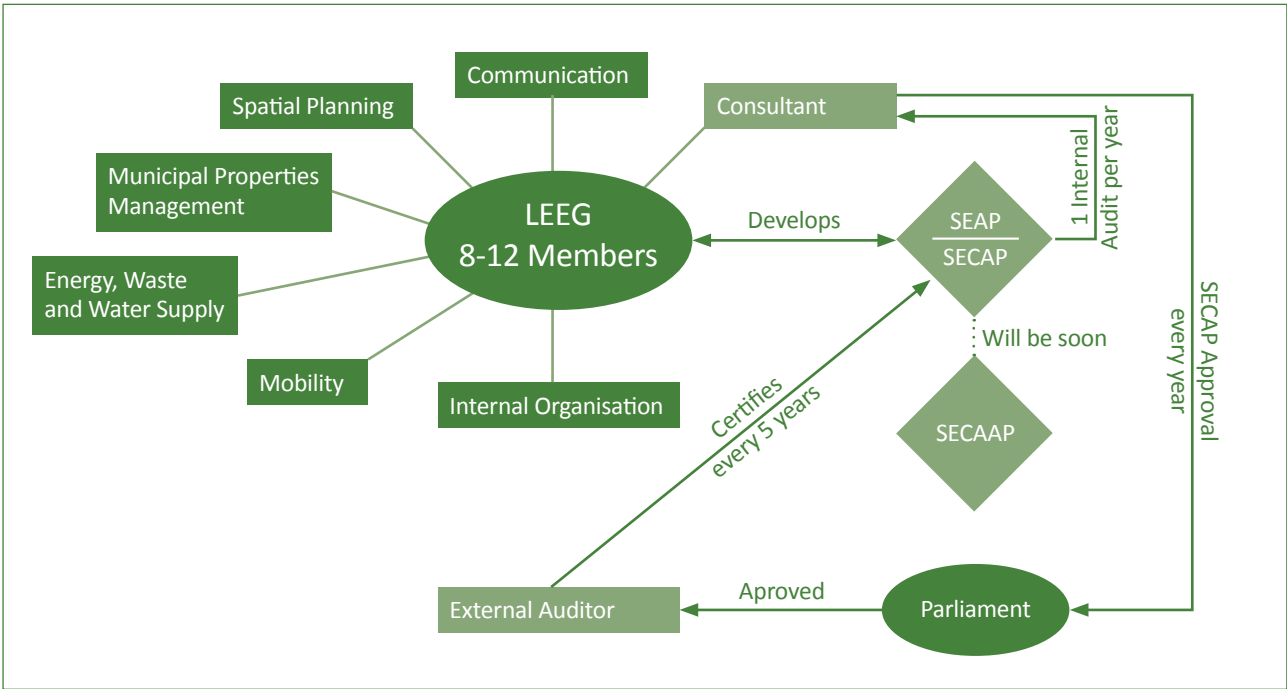 Communication
Spatial Planning
Consultant
Municipal Properties
Management
LEEG
8-12 Members
Develops
SEAP
SECAP
1 Internal
Audit per year
Energy, Waste
and Water Supply
Will be soon
SECAP Approval
every year
Mobility
Internal Organisation
Certifies
every 5 years
SECAAP
External Auditor
Aproved
Parliament